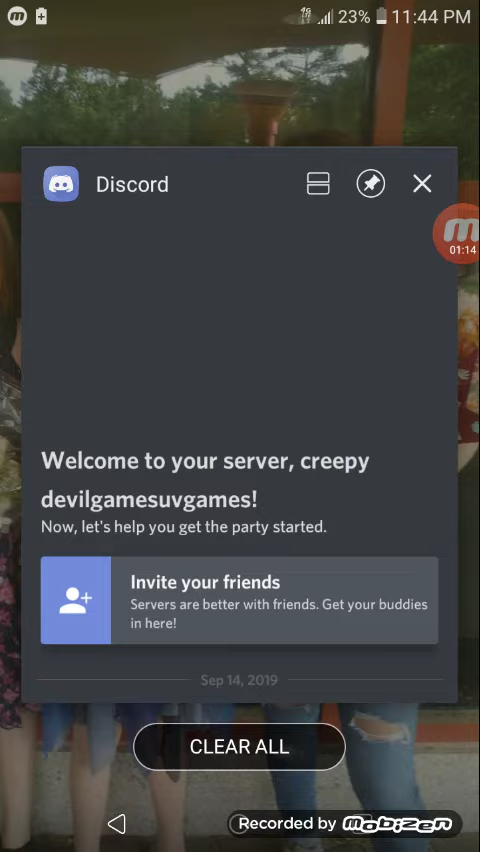 4G 23% 11:44 PM
Discord
01:14
Welcome to your server, creepy
devilgamesuvgames!
Now, let's help you get the party started.
Invite your friends
Servers are better with friends. Get your buddies
in here!
Sep 14, 2019
CLEAR ALL
Recorded by mobizen